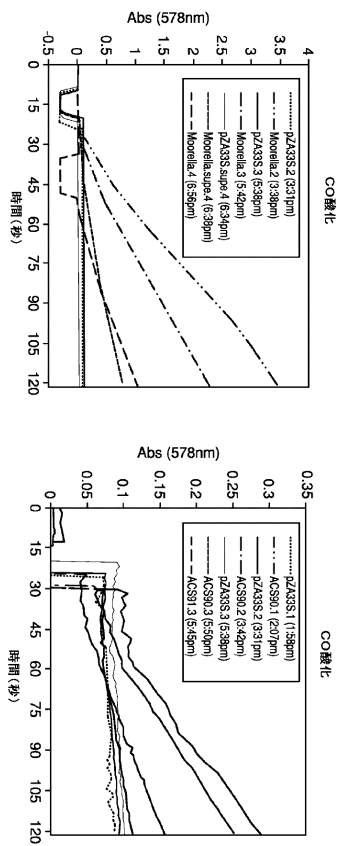 CO酸化
Abs (578nm)
4
3.5
3
2.5
2
1.5
1
0.5
0
-0.5
0
15
30
45
60
75
90
105
120
時間(秒)
pZA33S.2 (3:31pm)
Moorella.2 (3:38pm)
pZA33S.3 (5:38pm)
Moorella.3 (5:42pm)
pZA33S.supe.4 (6:34pm)
Moorella.supe.4 (6:38pm)
Moorella.4 (6:56pm)
CO酸化
Abs (578nm)
0.35
0.3
0.25
0.2
0.15
0.1
0.05
0
0
15
30
45
60
75
90
105
120
時間(秒)
pZA33S.1 (1:58pm)
ACS90.1 (2:07pm)
pZA33S.2 (3:31pm)
ACS90.2 (3:42pm)
pZA33S.3 (5:38pm)
ACS90.3 (5:50pm)
ACS91.3 (5:45pm)